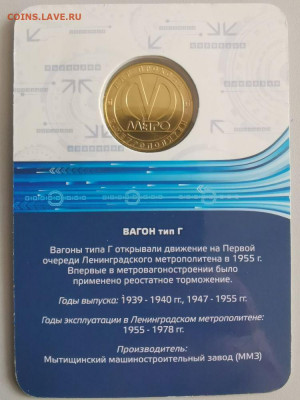 COINS.LAVE.RU
МЕТРО
ВАГОН тип Г
Вагоны типа Г открывали движение на Первой
очереди Ленинградского метрополитена в 1955 г.
Впервые в метровагоностроении было
применено реостатное торможение.
Годы выпуска: 1939 - 1940 гг., 1947 - 1955 гг.
Годы эксплуатации в Ленинградском метрополитене:
1955 - 1978 гг.
Производитель:
Мытищинский машиностроительный завод (ММЗ)